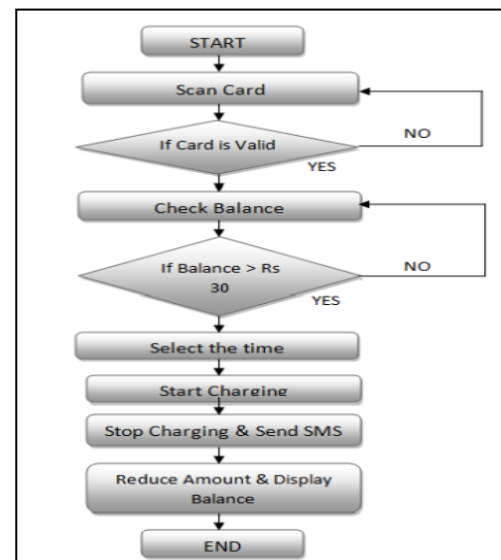 START
Scan Card
If Card is Valid
NO
YES
Check Balance
If Balance > Rs
30
NO
YES
Select the time
Start Charging
Stop Charging & Send SMS
Reduce Amount & Display
Balance
END